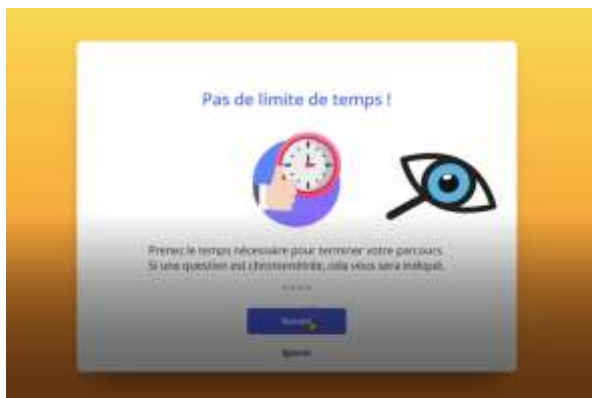 Pas de limite de temps !
Prenez le temps nécessaire pour terminer votre parcours.
Si une question est chronométrée, cela vous sera indiqué.
Suivant
Ignorer